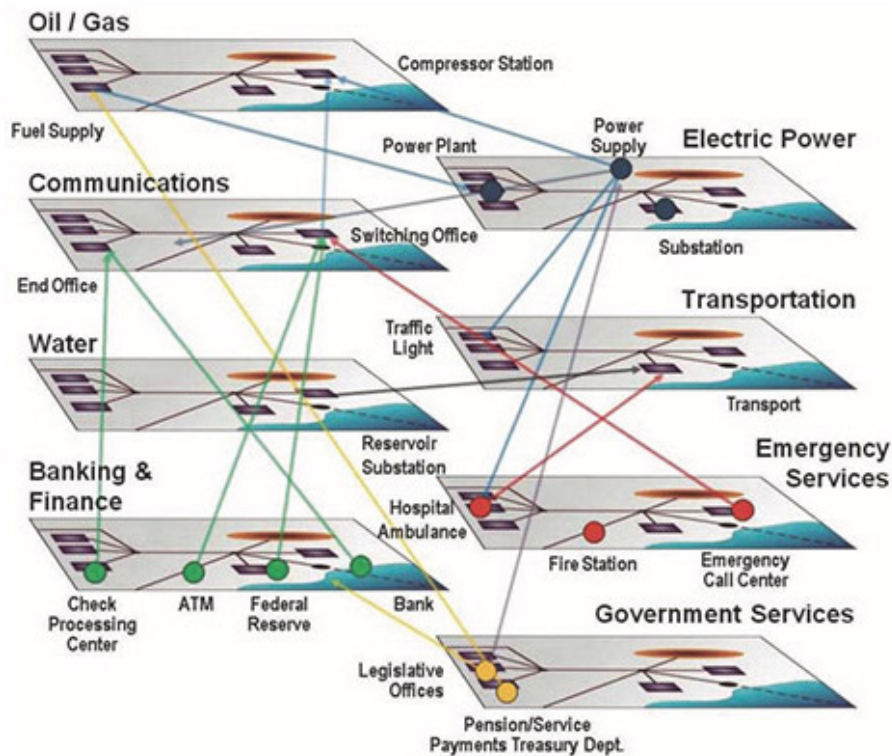 Oil / Gas
Compressor Station
Fuel Supply
Power Plant
Power
Supply
Electric Power
Substation
Communications
Switching Office
End Office
Transportation
Traffic
Light
Transport
Water
Reservoir
Substation
Emergency
Services
Hospital
Ambulance
Fire Station
Emergency
Call Center
Banking &
Finance
Check
Processing
Center
ATM
Federal
Reserve
Bank
Government Services
Legislative
Offices
Pension/Service
Payments Treasury Dept.